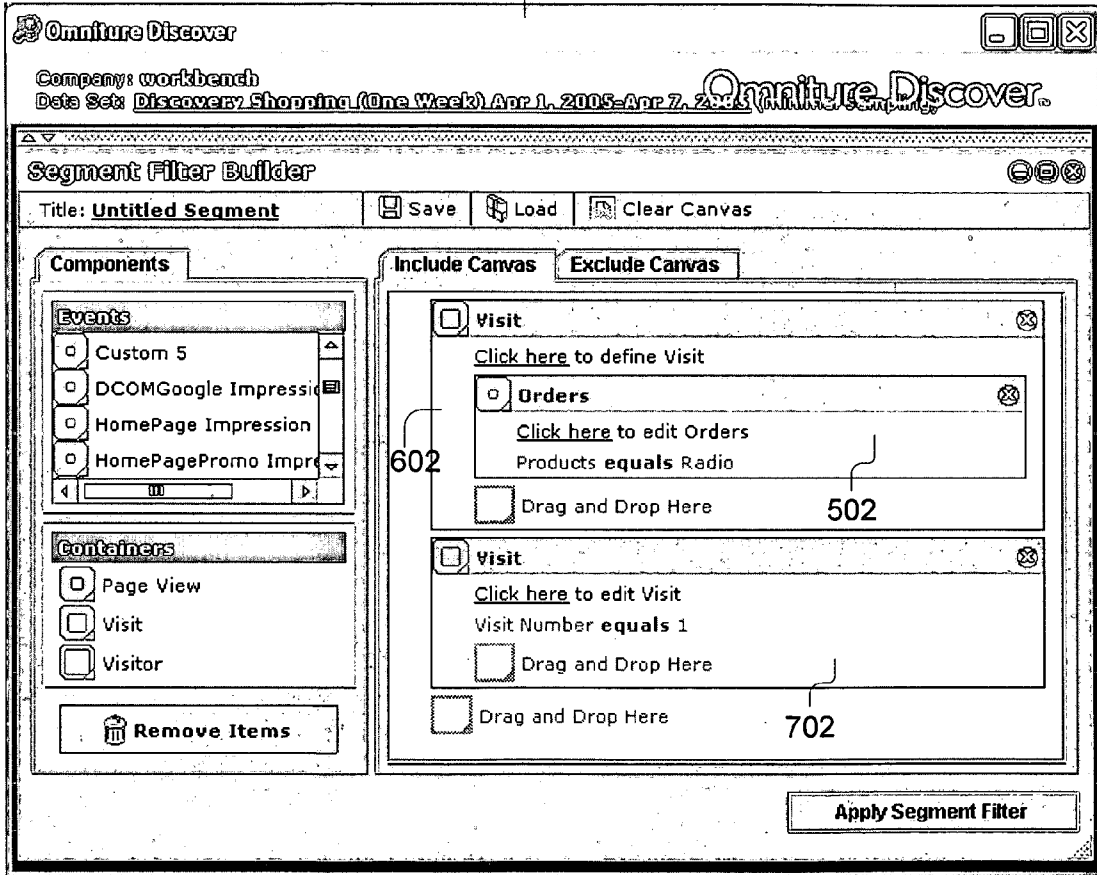 Omniture Discover
Company: workbench
Data Set: Discovery Shopping (One Week) Apr 1, 2005-Apr 7, (Minimal Sampling)
Omniture Discover™
Segment Filter Builder
Title: Untitled Segment Save Load Clear Canvas
Components
Include Canvas Exclude Canvas
Events
Custom 5
DCOMGoogle Impressi
HomePage Impression
HomePagePromo Impre
Containers
Page View
Visit
Visitor
Remove Items
Visit
Click here to define Visit
Orders
Click here to edit Orders
Products equals Radio
Drag and Drop Here
602
502
Visit
Click here to edit Visit
Visit Number equals 1
Drag and Drop Here
Drag and Drop Here
702
Apply Segment Filter